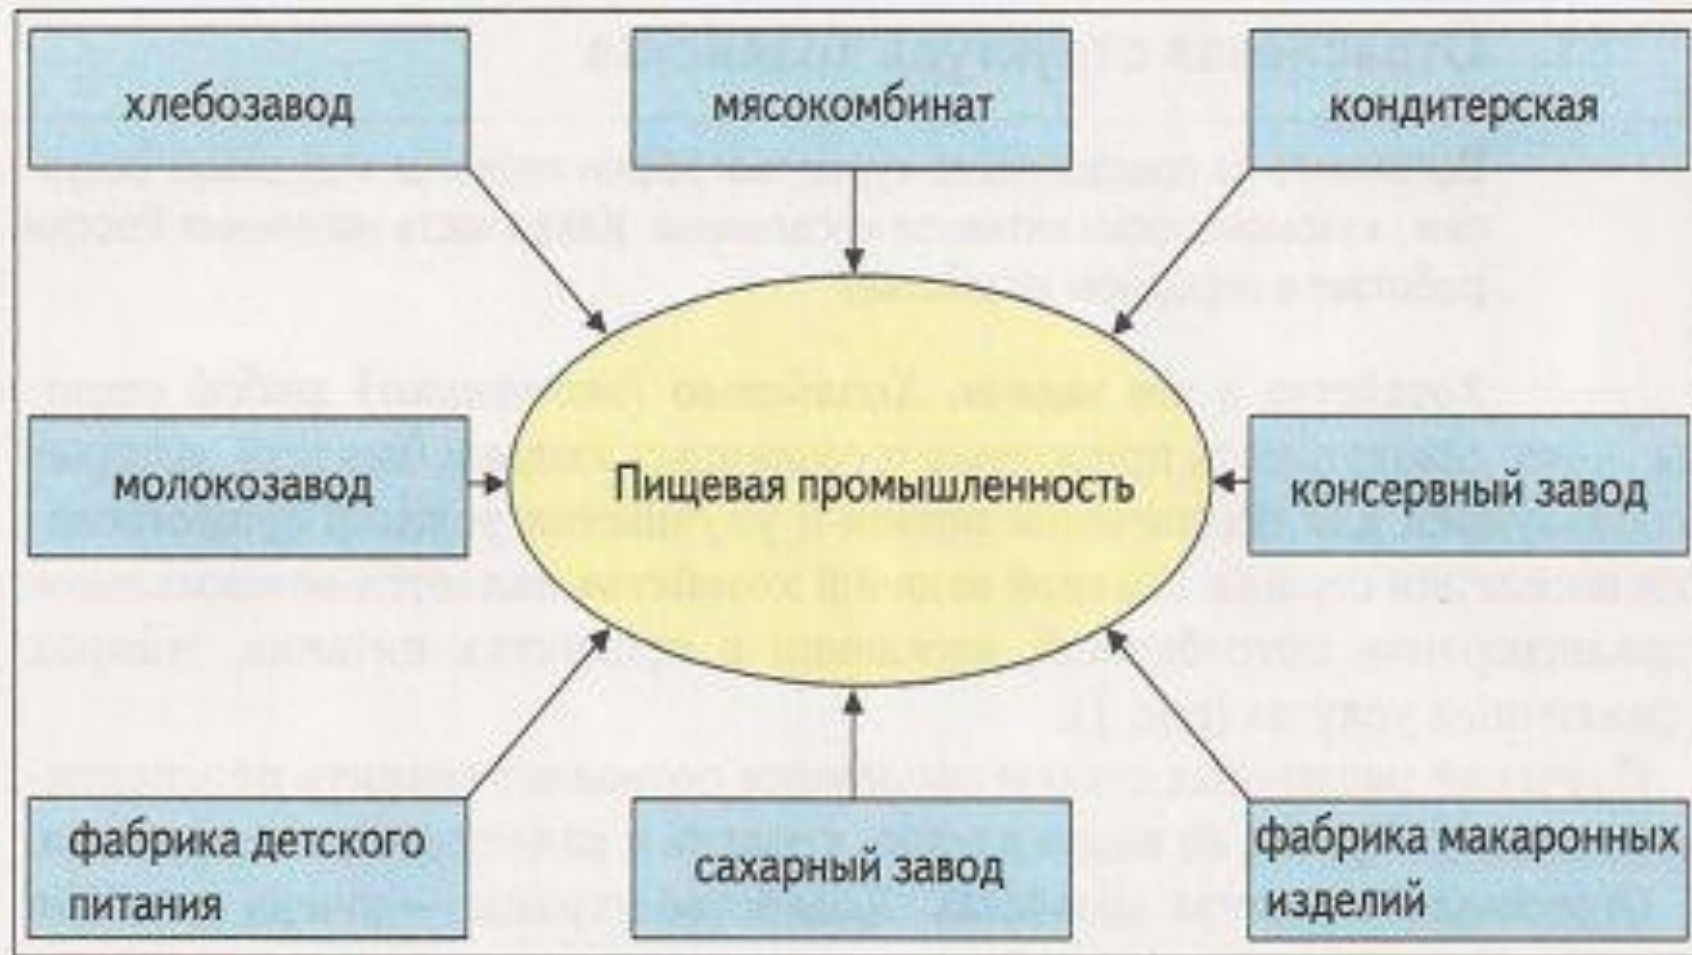 хлебозавод
мясокомбинат
кондитерская
молокозавод
Пищевая промышленность
консервный завод
фабрика детского
питания
сахарный завод
фабрика макаронных
изделий